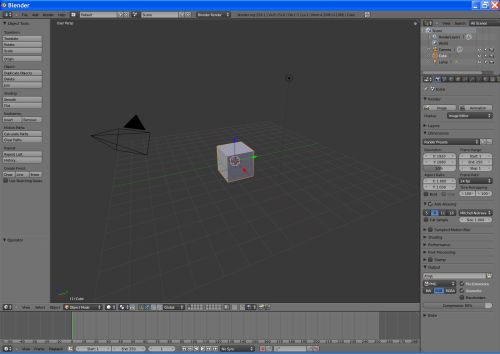 Blender
File Add Render Help
Default
Scene
Blender Render
Object Tools
User Persp
Transform:
Translate
Rotate
Scale
Origin
Object:
Duplicate Objects
Delete
Join
Shading:
Smooth
Flat
Keyframes:
Insert Remove
Motion Paths:
Calculate Paths
Clear Paths
Repeat:
Repeat Last
History...
Grease Pencil:
Draw Line Erase
Use Sketching Sessions
Operator
(1) Cube
View Select Object
Object Mode
Global
View Search All Scenes
Scene
RenderLayers
World
Camera
Cube
Lamp
Scene
Render
Image Animation
Display: Image Editor
Layers
Dimensions
Render Presets
Resolution: Frame Range:
X: 1920 Start: 1
Y: 1080 End: 250
50% Step: 1
Aspect Ratio: Frame Rate:
X: 1.000 24 fps
Y: 1.000 Time Remapping:
Anti-Aliasing
5 8 11 16 Mitchell-Netravali
Full Sample Size: 1.000
Sampled Motion Blur
Shading
Performance
Post Processing
Stamp
Output
/tmp\
PNG File Extensions
BW RGB RGBA Overwrite
Placeholders
Compression: 90%
Bake
View Frame Playback
Start: 1 End: 250 1
No Sync